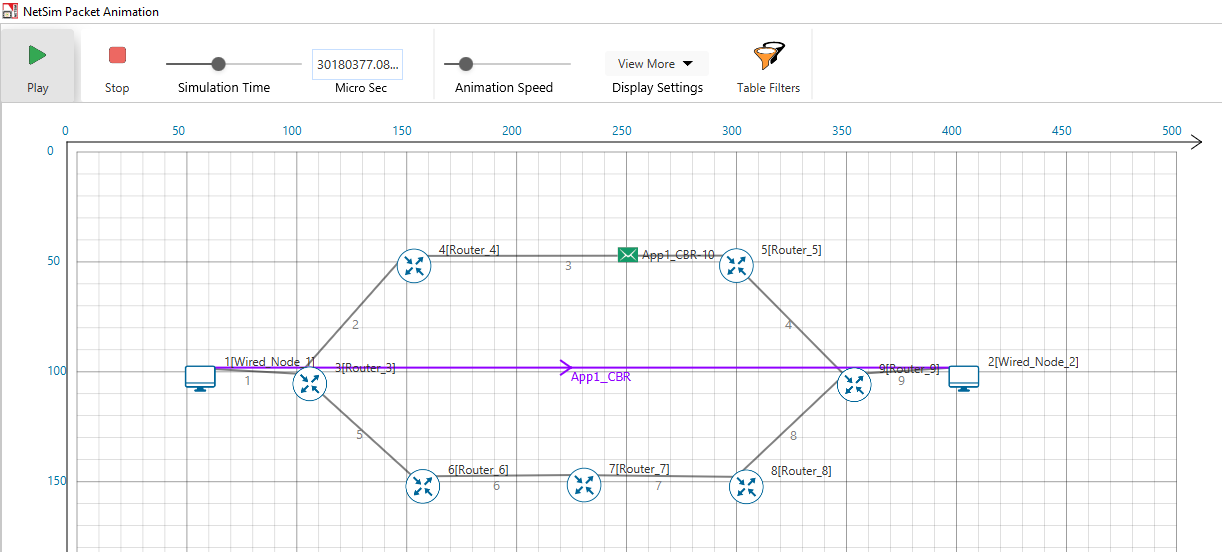 NetSim Packet Animation
Play
Stop
Simulation Time
30180377.08...
Micro Sec
Animation Speed
View More
Display Settings
Table Filters
0 50 100 150 200 250 300 350 400 450 500
0
50
100
150
4[Router_4]
3
App1_CBR-10
5[Router_5]
2
4
1[Wired_Node_1]
1
3[Router_3]
App1_CBR
9[Router_9]
9
2[Wired_Node_2]
5
8
6[Router_6]
6
7[Router_7]
7
8[Router_8]